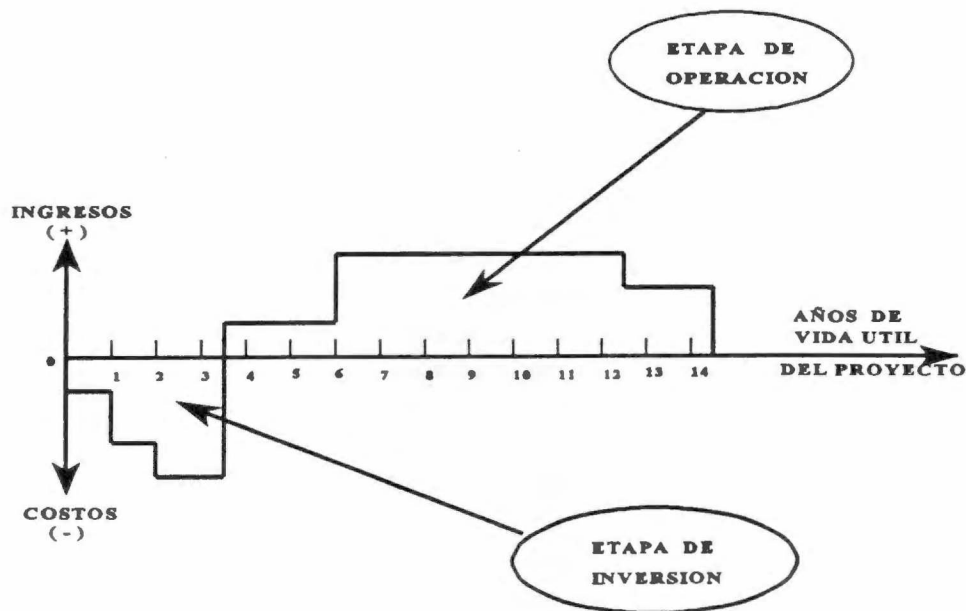 ETAPA DE
OPERACION
INGRESOS
(+)
AÑOS DE
VIDA UTIL
DEL PROYECTO
0
1 2 3 4 5 6 7 8 9 10 11 12 13 14
COSTOS
(-)
ETAPA DE
INVERSION